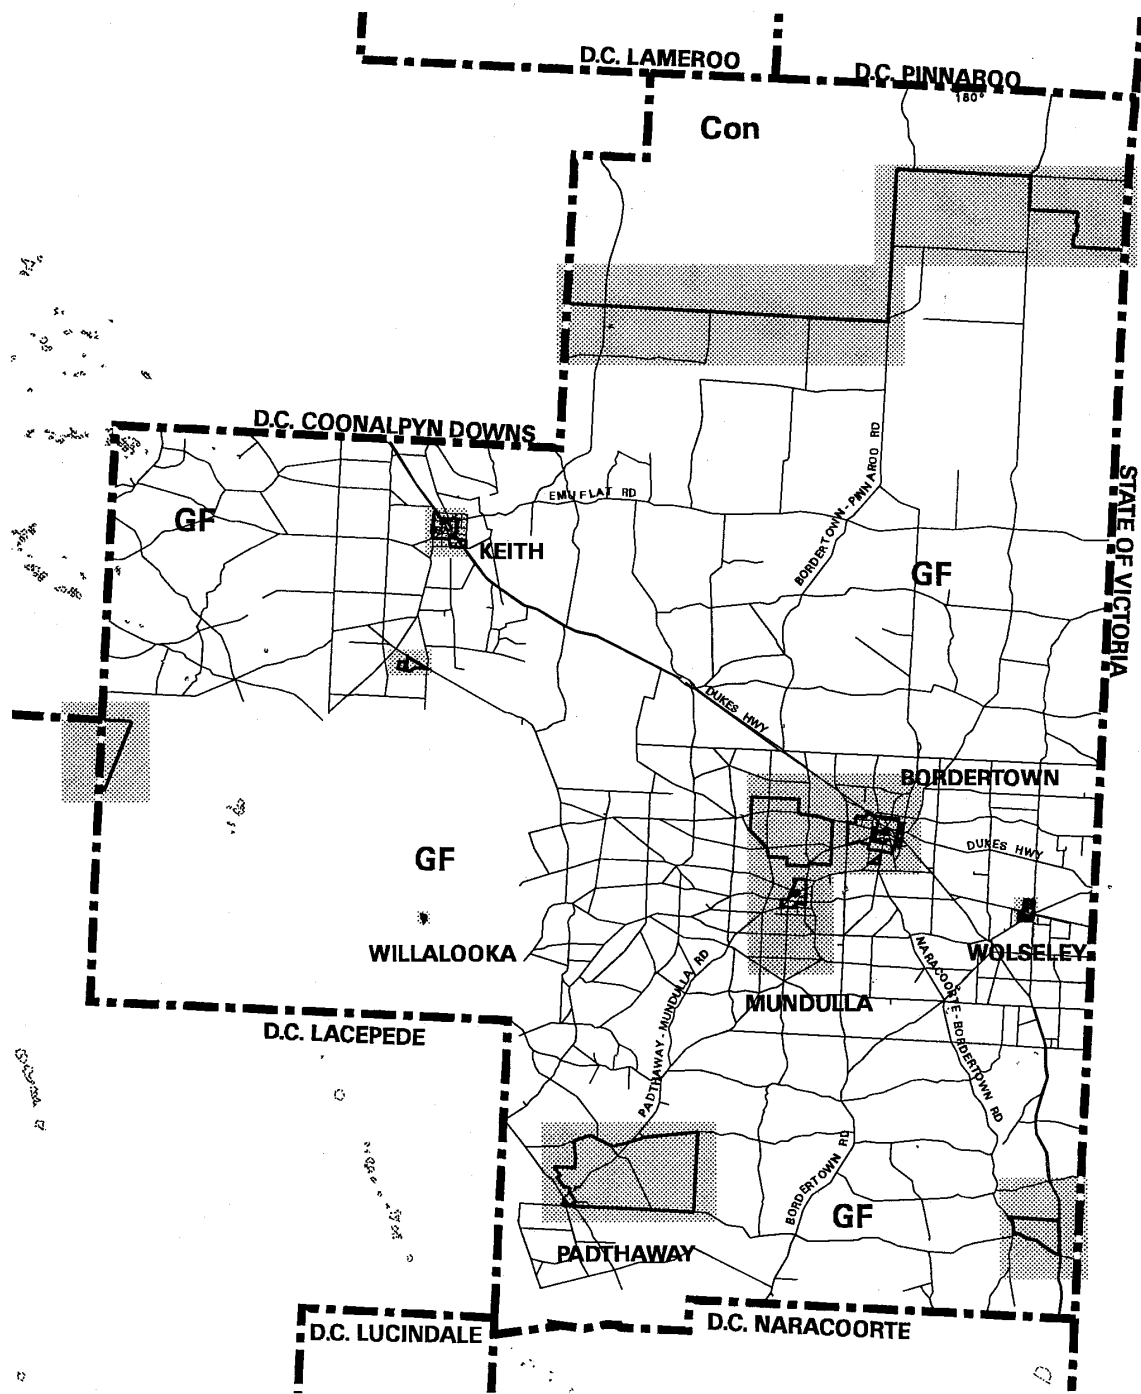 D.C. LAMEROO
D.C. PINNAROO
180°
Con
D.C. COONALPYN DOWNS
EMU FLAT RD
BORDERTOWN - PINNAROO RD
STATE OF VICTORIA
GF
KEITH
GF
DUKES HWY
BORDERTOWN
DUKES HWY
GF
WILLALOOKA
WOLSELEY
NARACOORTE - BORDERTOWN RD
PADTHAWAY - MUNDULLA RD
MUNDULLA
D.C. LACEPEDE
BORDERTOWN RD
GF
PADTHAWAY
D.C. LUCINDALE
D.C. NARACOORTE